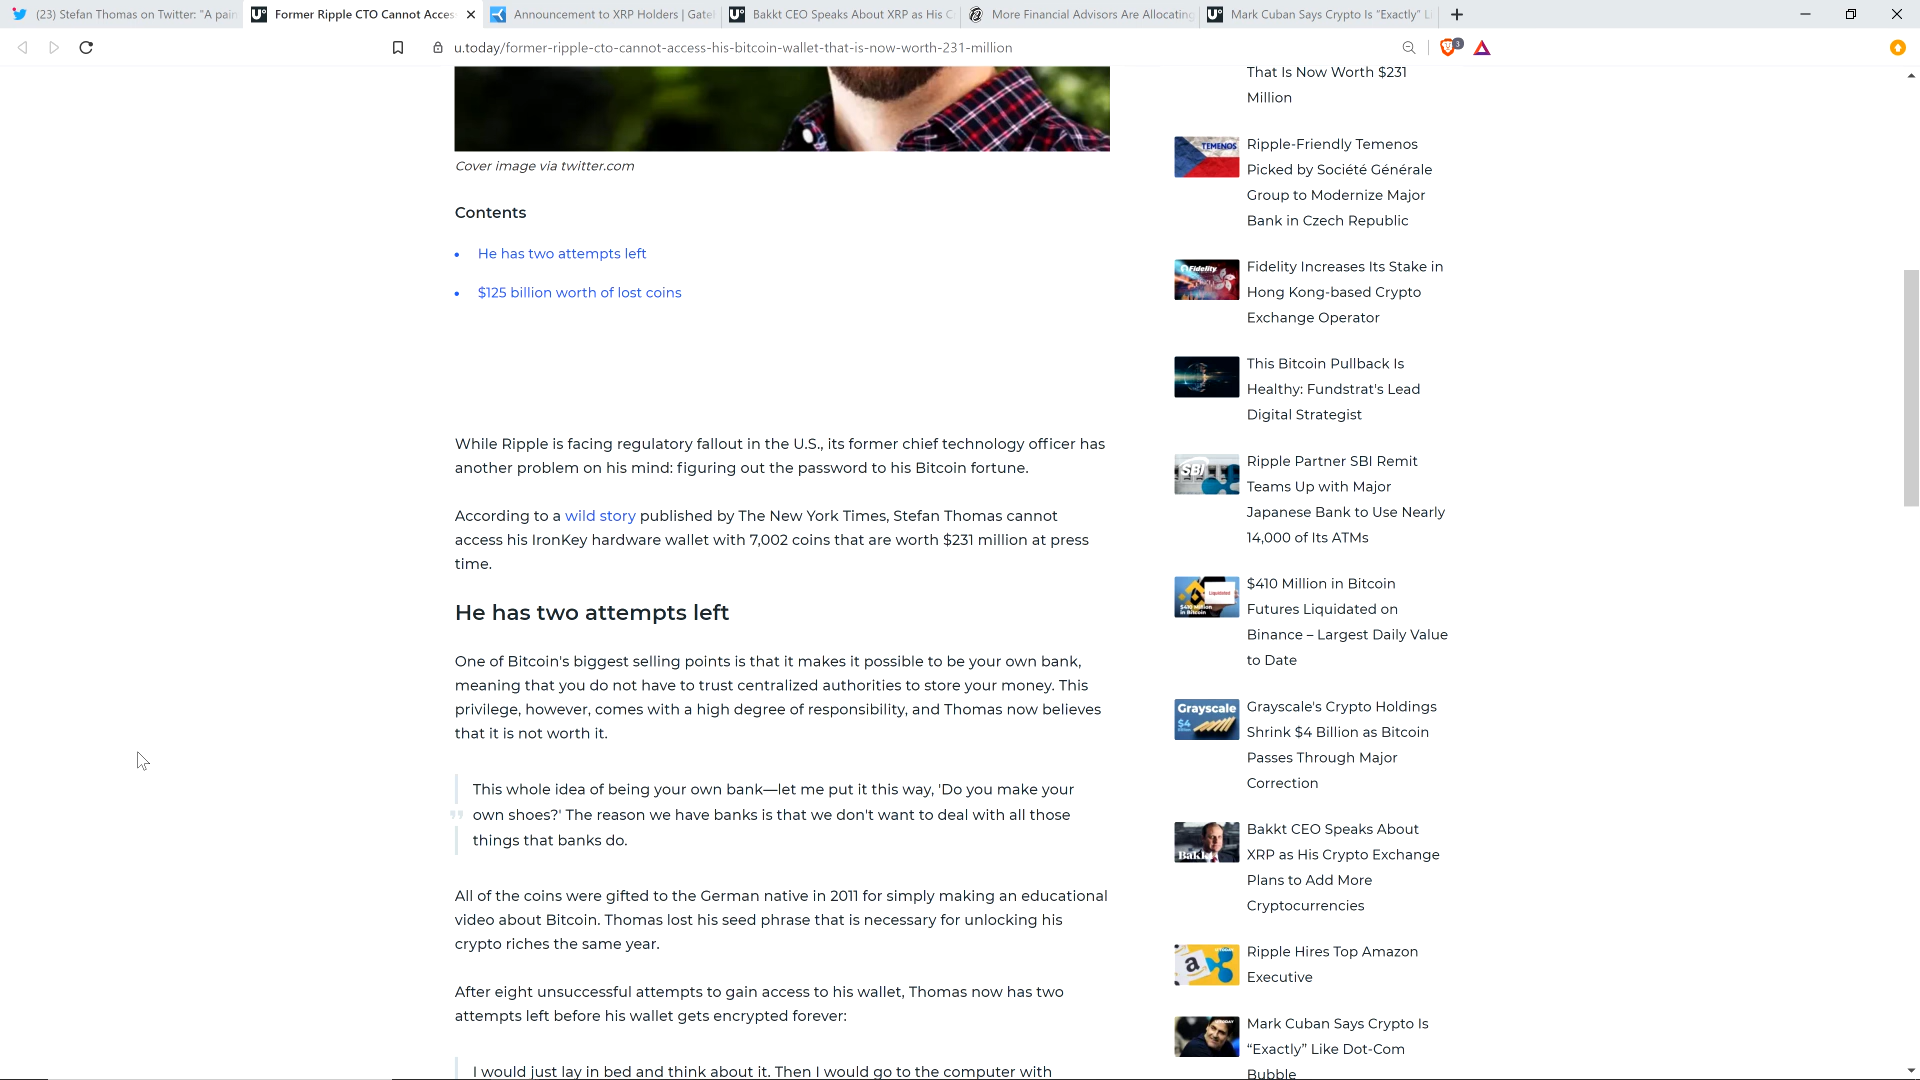 (23) Stefan Thomas on Twitter: "A pain
Former Ripple CTO Cannot Acces
Announcement to XRP Holders | Gate
Bakkt CEO Speaks About XRP as His C
More Financial Advisors Are Allocating
Mark Cuban Says Crypto Is "Exactly" Li
u.today/former-ripple-cto-cannot-access-his-bitcoin-wallet-that-is-now-worth-231-million
3
Cover image via twitter.com
Contents
• He has two attempts left
• $125 billion worth of lost coins
While Ripple is facing regulatory fallout in the U.S., its former chief technology officer has
another problem on his mind: figuring out the password to his Bitcoin fortune.
According to a wild story published by The New York Times, Stefan Thomas cannot
access his IronKey hardware wallet with 7,002 coins that are worth $231 million at press
time.
He has two attempts left
One of Bitcoin's biggest selling points is that it makes it possible to be your own bank,
meaning that you do not have to trust centralized authorities to store your money. This
privilege, however, comes with a high degree of responsibility, and Thomas now believes
that it is not worth it.
This whole idea of being your own bank—let me put it this way, 'Do you make your
own shoes?' The reason we have banks is that we don't want to deal with all those
things that banks do.
All of the coins were gifted to the German native in 2011 for simply making an educational
video about Bitcoin. Thomas lost his seed phrase that is necessary for unlocking his
crypto riches the same year.
After eight unsuccessful attempts to gain access to his wallet, Thomas now has two
attempts left before his wallet gets encrypted forever:
I would just lay in bed and think about it. Then I would go to the computer with
That Is Now Worth $231
Million
TEMENOS
Ripple-Friendly Temenos
Picked by Société Générale
Group to Modernize Major
Bank in Czech Republic
Fidelity
Fidelity Increases Its Stake in
Hong Kong-based Crypto
Exchange Operator
This Bitcoin Pullback Is
Healthy: Fundstrat's Lead
Digital Strategist
SBI
Ripple Partner SBI Remit
Teams Up with Major
Japanese Bank to Use Nearly
14,000 of Its ATMs
Liquidated
$410 Million
in Bitcoin
$410 Million in Bitcoin
Futures Liquidated on
Binance – Largest Daily Value
to Date
Grayscale
$4
Grayscale's Crypto Holdings
Shrink $4 Billion as Bitcoin
Passes Through Major
Correction
Bakkt
Bakkt CEO Speaks About
XRP as His Crypto Exchange
Plans to Add More
Cryptocurrencies
a
Ripple Hires Top Amazon
Executive
Mark Cuban Says Crypto Is
“Exactly” Like Dot-Com
Bubble